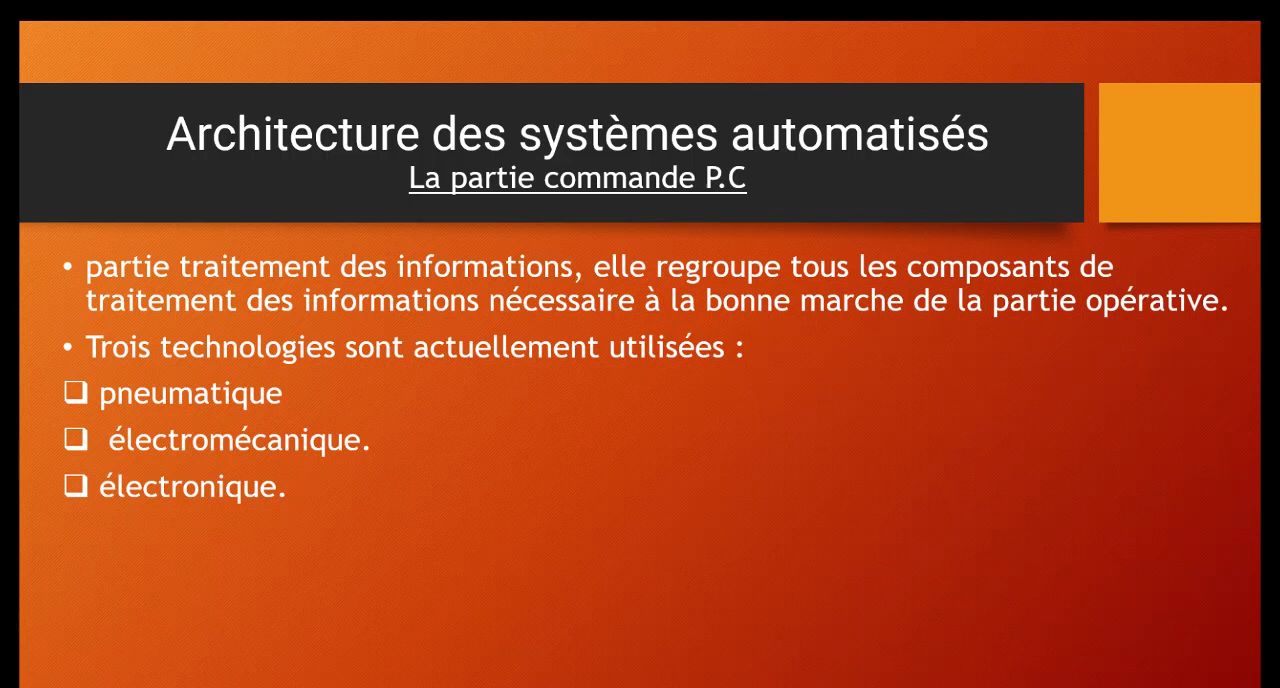 Architecture des systèmes automatisés
La partie commande P.C
• partie traitement des informations, elle regroupe tous les composants de
traitement des informations nécessaire à la bonne marche de la partie opérative.
• Trois technologies sont actuellement utilisées :
❑ pneumatique
❑ électromécanique.
❑ électronique.